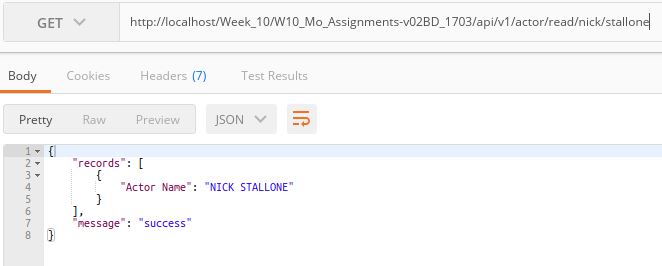 GET http://localhost/Week_10/W10_Mo_Assignments-v02BD_1703/api/v1/actor/read/nick/stallone
Body Cookies Headers (7) Test Results
Pretty Raw Preview JSON
1 {
2 "records": [
3 {
4 "Actor Name": "NICK STALLONE"
5 }
6 ],
7 "message": "success"
8 }